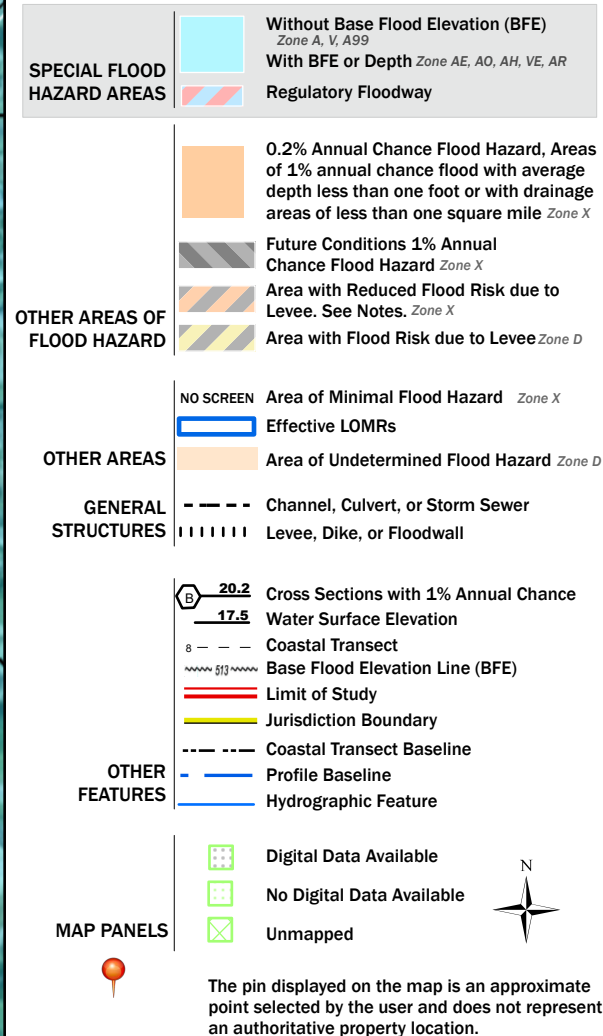 SPECIAL FLOOD
HAZARD AREAS
Without Base Flood Elevation (BFE)
Zone A, V, A99
With BFE or Depth Zone AE, AO, AH, VE, AR
Regulatory Floodway
OTHER AREAS OF
FLOOD HAZARD
0.2% Annual Chance Flood Hazard, Areas
of 1% annual chance flood with average
depth less than one foot or with drainage
areas of less than one square mile Zone X
Future Conditions 1% Annual
Chance Flood Hazard Zone X
Area with Reduced Flood Risk due to
Levee. See Notes. Zone X
Area with Flood Risk due to Levee Zone D
OTHER AREAS
NO SCREEN Area of Minimal Flood Hazard Zone X
Effective LOMRs
Area of Undetermined Flood Hazard Zone D
GENERAL
STRUCTURES
Channel, Culvert, or Storm Sewer
Levee, Dike, or Floodwall
OTHER
FEATURES
B 20.2 Cross Sections with 1% Annual Chance
17.5 Water Surface Elevation
8 Coastal Transect
513 Base Flood Elevation Line (BFE)
Limit of Study
Jurisdiction Boundary
Coastal Transect Baseline
Profile Baseline
Hydrographic Feature
MAP PANELS
Digital Data Available
No Digital Data Available
Unmapped
N
The pin displayed on the map is an approximate
point selected by the user and does not represent
an authoritative property location.